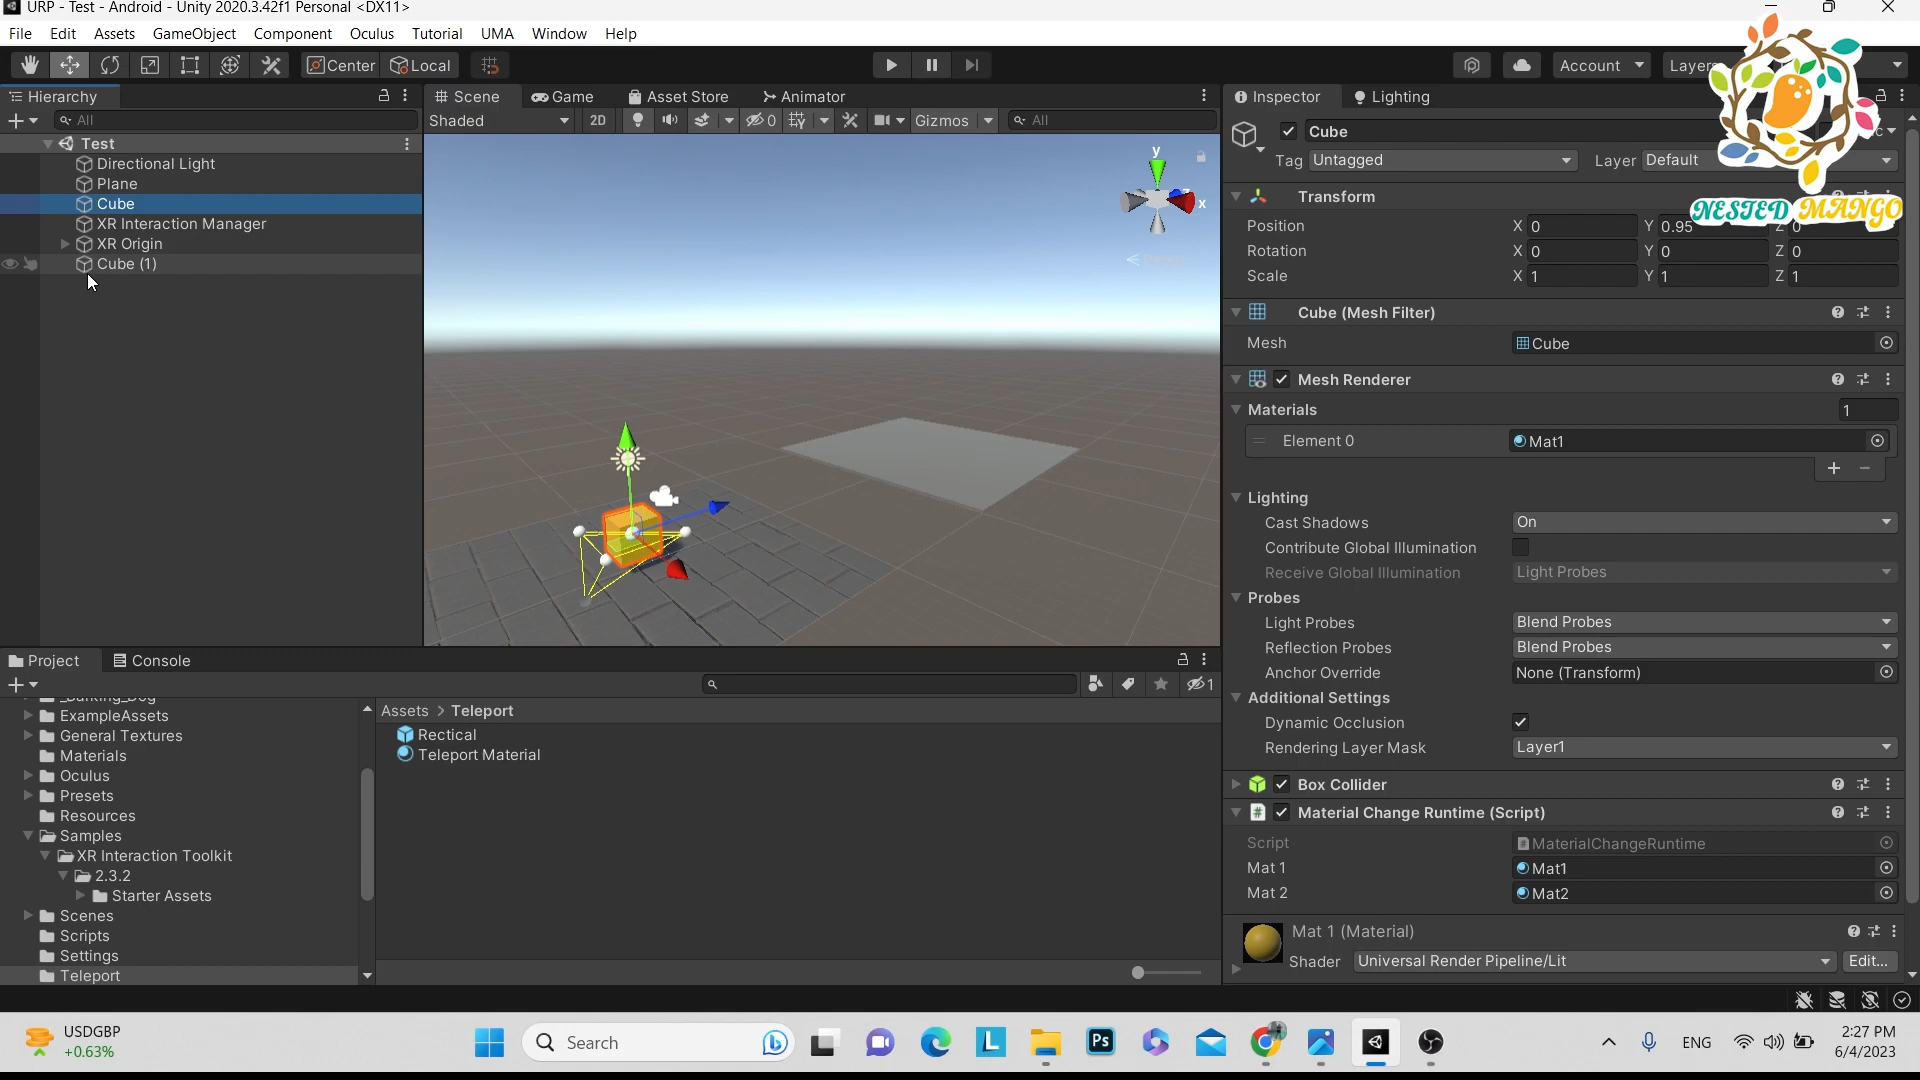 URP - Test - Android - Unity 2020.3.42f1 Personal <DX11>
File Edit Assets GameObject Component Oculus Tutorial UMA Window Help
Center Local Account Layers
Hierarchy
All
Test
Directional Light
Plane
Cube
XR Interaction Manager
XR Origin
Cube (1)
Scene Game Asset Store Animator
Shaded 2D 0 Gizmos All
y
x
Persp
Inspector Lighting
Cube
Tag Untagged Layer Default
NESTED MANGO
Transform
Position X 0 Y 0.95 Z 0
Rotation X 0 Y 0 Z 0
Scale X 1 Y 1 Z 1
Cube (Mesh Filter)
Mesh Cube
Mesh Renderer
Materials 1
Element 0 Mat1
Lighting
Cast Shadows On
Contribute Global Illumination
Receive Global Illumination Light Probes
Probes
Light Probes Blend Probes
Reflection Probes Blend Probes
Anchor Override None (Transform)
Additional Settings
Dynamic Occlusion
Rendering Layer Mask Layer1
Box Collider
Material Change Runtime (Script)
Script MaterialChangeRuntime
Mat 1 Mat1
Mat 2 Mat2
Mat 1 (Material)
Shader Universal Render Pipeline/Lit Edit...
Project Console
1
_Barking_Dog
ExampleAssets
General Textures
Materials
Oculus
Presets
Resources
Samples
XR Interaction Toolkit
2.3.2
Starter Assets
Scenes
Scripts
Settings
Teleport
Assets > Teleport
Rectical
Teleport Material
USDGBP
+0.63%
Search
L
Ps
ENG
2:27 PM
6/4/2023